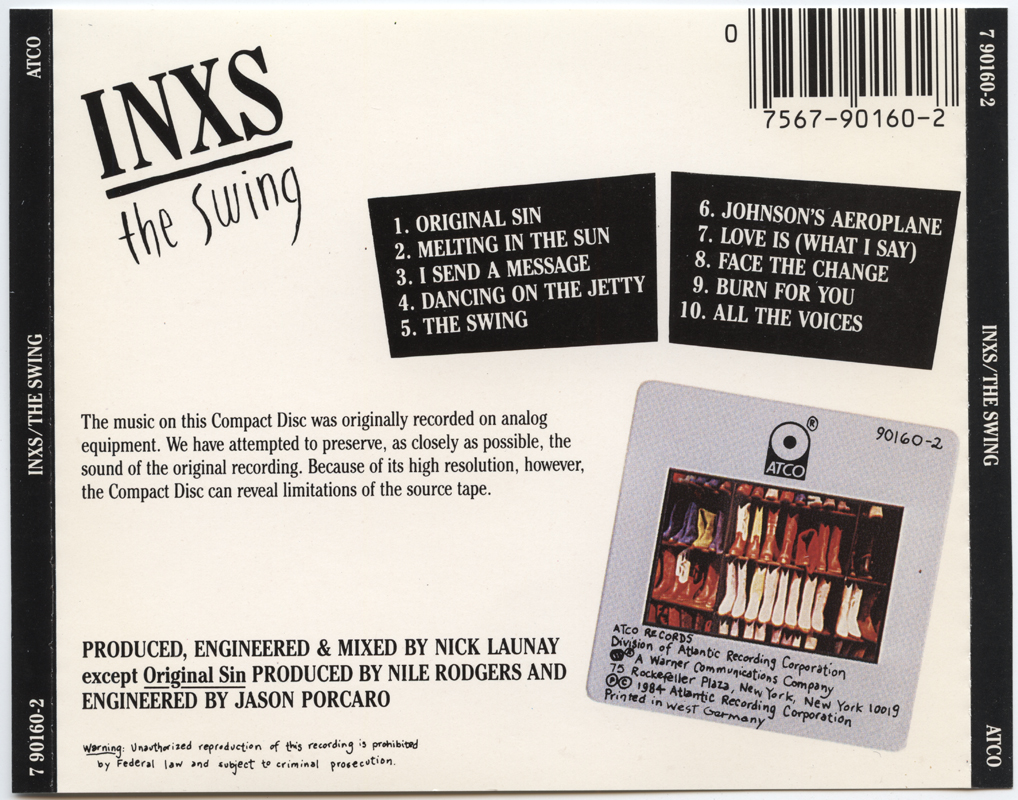 ATCO
INXS/THE SWING
7 90160-2
INXS
the Swing
0
7567-90160-2
1. ORIGINAL SIN
2. MELTING IN THE SUN
3. I SEND A MESSAGE
4. DANCING ON THE JETTY
5. THE SWING
6. JOHNSON'S AEROPLANE
7. LOVE IS (WHAT I SAY)
8. FACE THE CHANGE
9. BURN FOR YOU
10. ALL THE VOICES
The music on this Compact Disc was originally recorded on analog
equipment. We have attempted to preserve, as closely as possible, the
sound of the original recording. Because of its high resolution, however,
the Compact Disc can reveal limitations of the source tape.
PRODUCED, ENGINEERED & MIXED BY NICK LAUNAY
except Original Sin PRODUCED BY NILE RODGERS AND
ENGINEERED BY JASON PORCARO
Warning: Unauthorized reproduction of this recording is prohibited
by Federal law and subject to criminal prosecution.
®
ATCO
90160-2
ATCO RECORDS
Division of Atlantic Recording Corporation
® A Warner Communications Company
75 Rockefeller Plaza, New York, New York 10019
℗© 1984 Atlantic Recording Corporation
Printed in West Germany
7 90160-2
INXS/THE SWING
ATCO